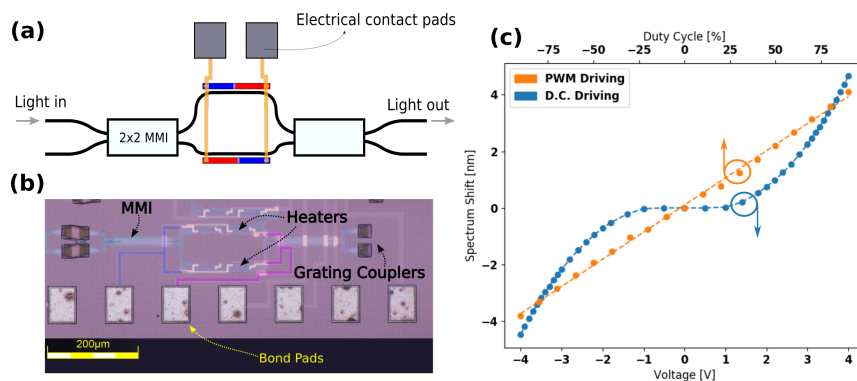 (a)
Electrical contact pads
Light in
Light out
2x2 MMI
(b)
MMI
Heaters
Grating Couplers
200µm
Bond Pads
(c)
Duty Cycle [%]
−75 −50 −25 0 25 50 75
PWM Driving
D.C. Driving
Spectrum Shift [nm]
4
2
0
−2
−4
−4 −3 −2 −1 0 1 2 3 4
Voltage [V]